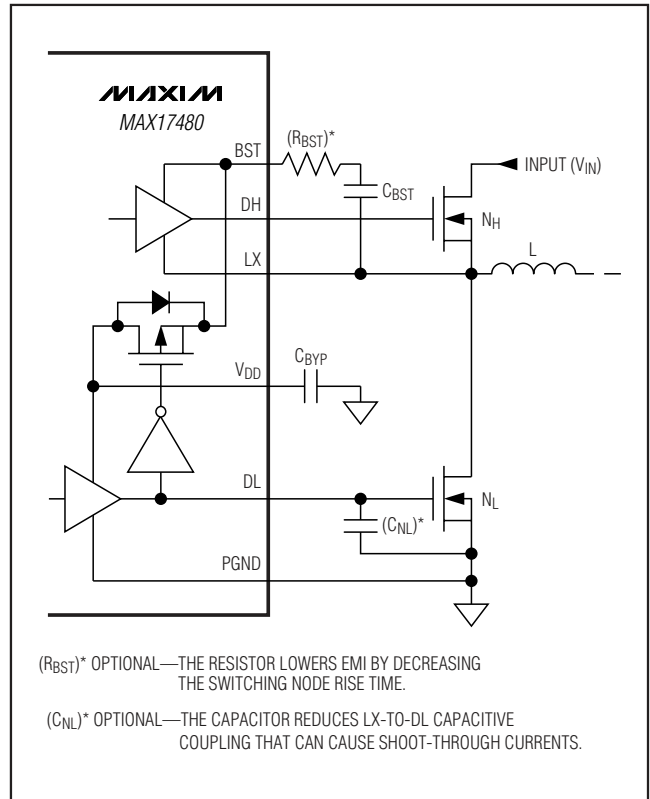 MAXIM
MAX17480
BST
(RBST)*
CBST
INPUT (VIN)
DH
NH
LX
L
VDD
CBYP
DL
NL
(CNL)*
PGND
(RBST)* OPTIONAL—THE RESISTOR LOWERS EMI BY DECREASING
THE SWITCHING NODE RISE TIME.
(CNL)* OPTIONAL—THE CAPACITOR REDUCES LX-TO-DL CAPACITIVE
COUPLING THAT CAN CAUSE SHOOT-THROUGH CURRENTS.